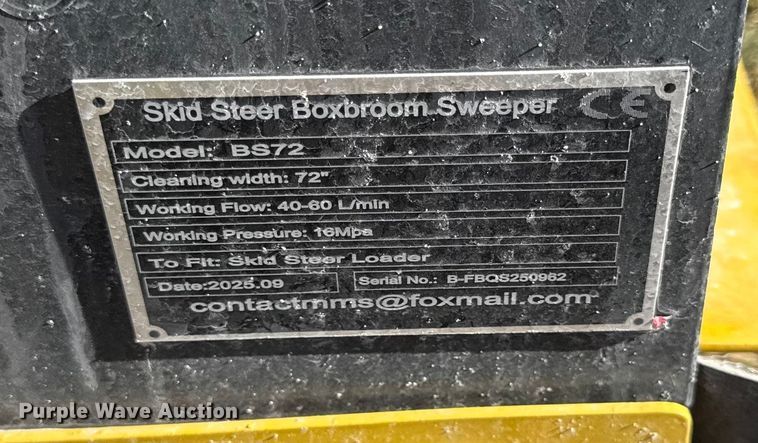 Skid Steer Boxbroom Sweeper CE
Model: BS72
Cleaning width: 72"
Working Flow: 40-60 L/min
Working Pressure: 16Mpa
To Fit: Skid Steer Loader
Date:2025.09 Serial No.: B-FBQS250962
contactmms@foxmail.com
Purple Wave Auction